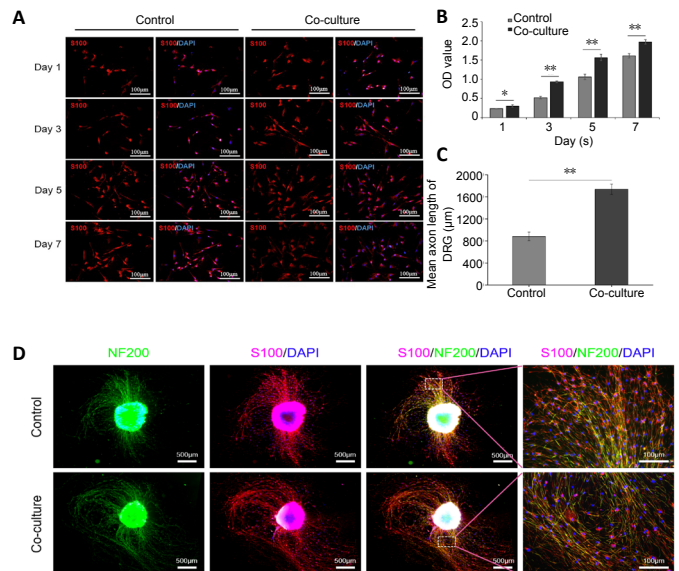 A
Control
Co-culture
S100
S100/DAPI
S100
S100/DAPI
Day 1
100μm
100μm
100μm
100μm
S100
S100/DAPI
S100
S100/DAPI
Day 3
100μm
100μm
100μm
100μm
S100
S100/DAPI
S100
S100/DAPI
Day 5
100μm
100μm
100μm
100μm
S100
S100/DAPI
S100
S100/DAPI
Day 7
100μm
100μm
100μm
100μm
B
Control
Co-culture
OD value
2.5
2.0
1.5
1.0
0.5
0
*
**
**
**
1 3 5 7
Day (s)
C
Mean axon length of
DRG (μm)
2000
1600
1200
800
400
0
**
Control Co-culture
D
NF200
S100/DAPI
S100/NF200/DAPI
S100/NF200/DAPI
Control
500μm
500μm
500μm
100μm
Co-culture
500μm
500μm
500μm
100μm